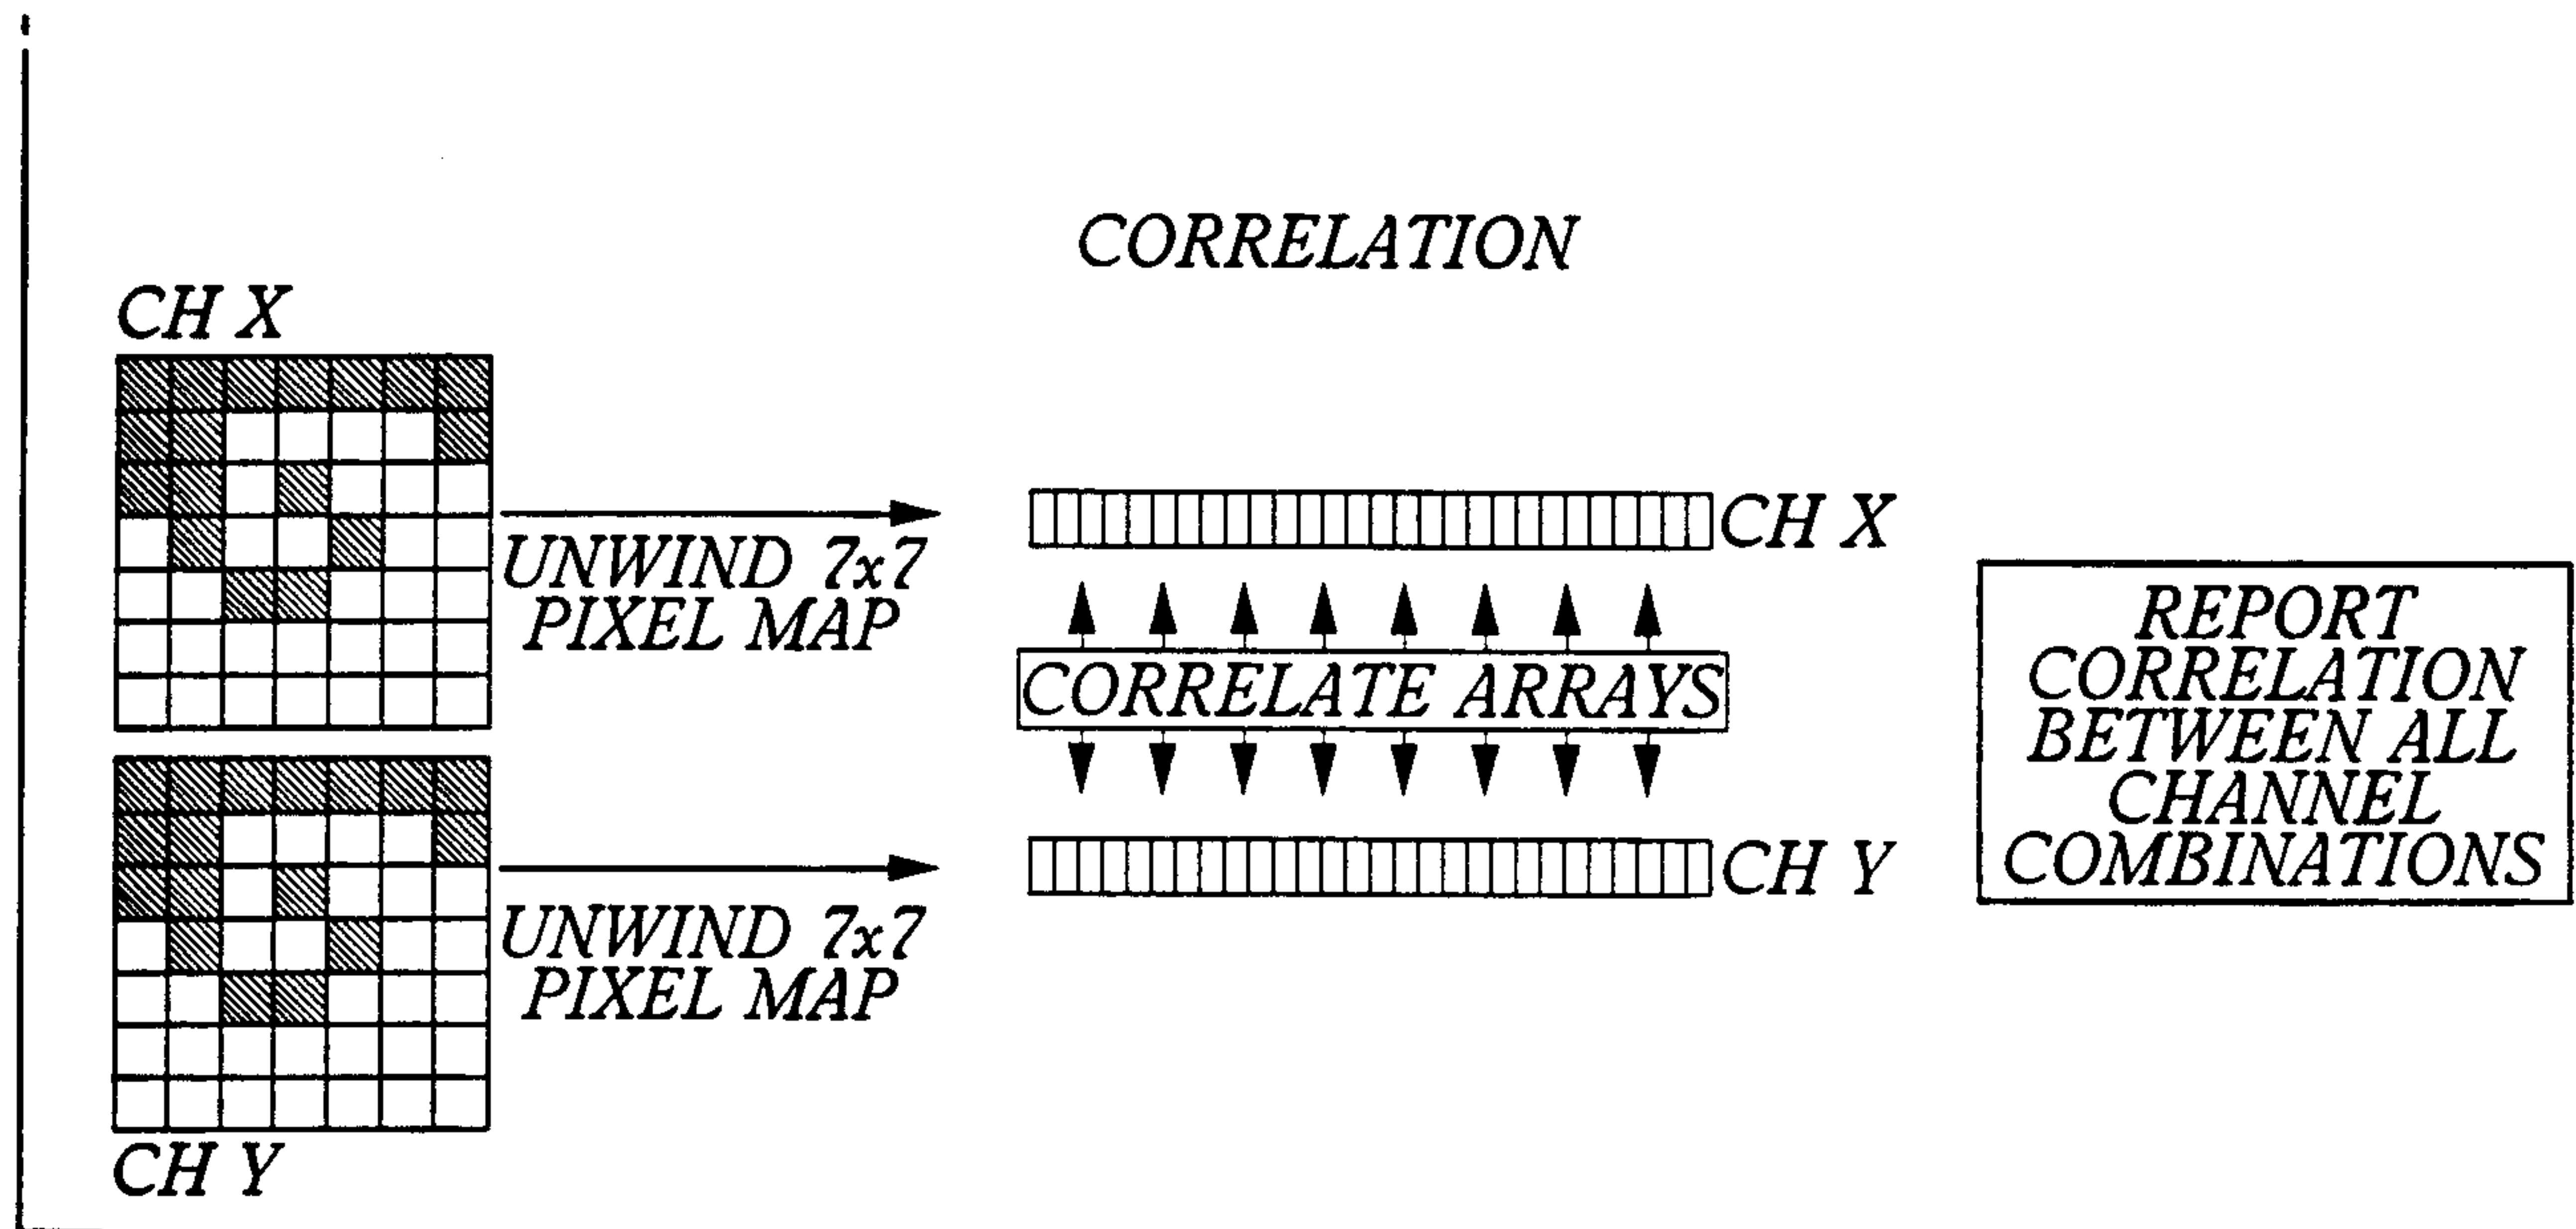 CORRELATION
CH X
UNWIND 7x7
PIXEL MAP
CH X
CORRELATE ARRAYS
CH Y
UNWIND 7x7
PIXEL MAP
CH Y
REPORT
CORRELATION
BETWEEN ALL
CHANNEL
COMBINATIONS